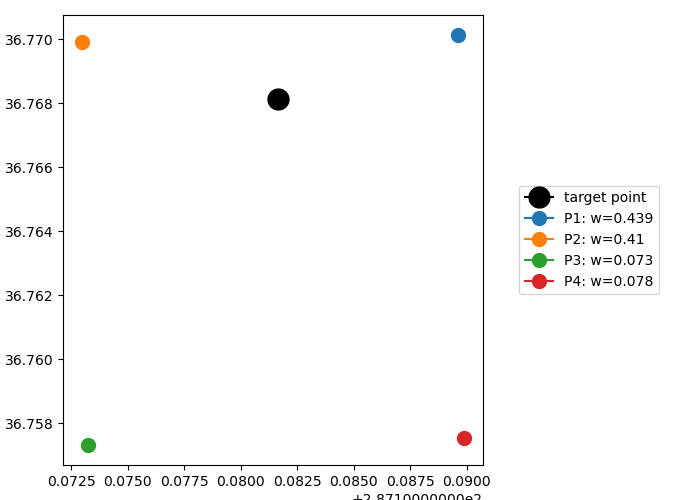 36.770
36.768
36.766
36.764
36.762
36.760
36.758
0.0725 0.0750 0.0775 0.0800 0.0825 0.0850 0.0875 0.0900
+2.8710000000e2
target point
P1: w=0.439
P2: w=0.41
P3: w=0.073
P4: w=0.078